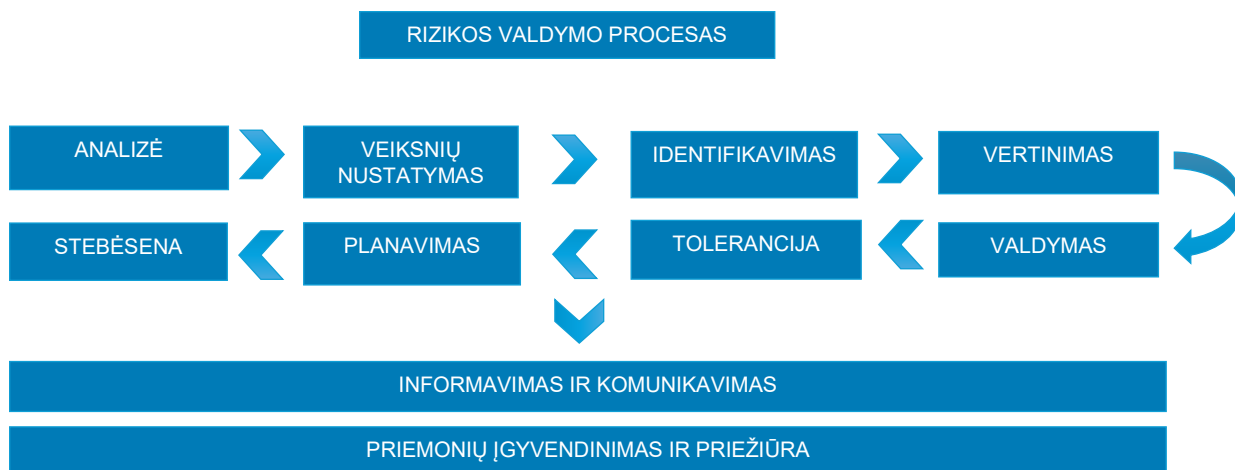 RIZIKOS VALDYMO PROCESAS
ANALIZĖ
VEIKSNIŲ
NUSTATYMAS
IDENTIFIKAVIMAS
VERTINIMAS
STEBĖSENA
PLANAVIMAS
TOLERANCIJA
VALDYMAS
INFORMAVIMAS IR KOMUNIKAVIMAS
PRIEMONIŲ ĮGYVENDINIMAS IR PRIEŽIŪRA